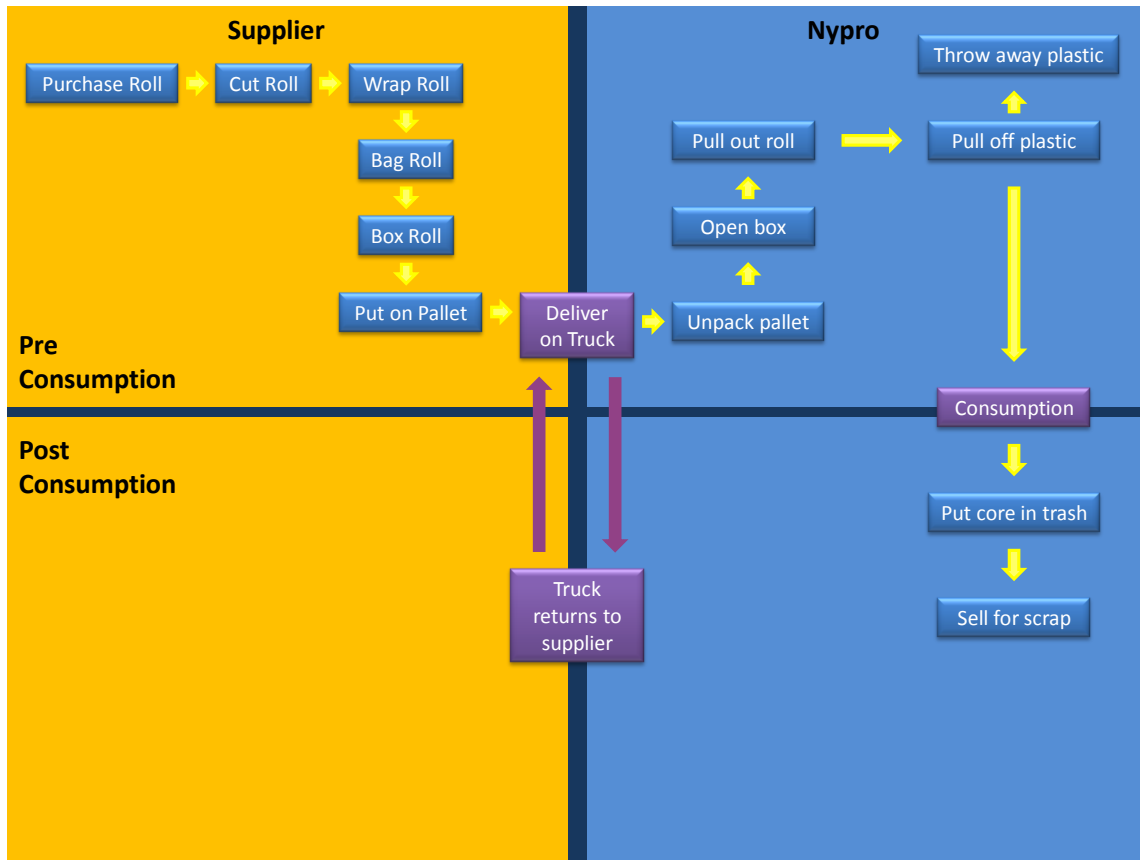 Supplier
Nypro
Purchase Roll
Cut Roll
Wrap Roll
Bag Roll
Box Roll
Put on Pallet
Deliver
on Truck
Unpack pallet
Open box
Pull out roll
Pull off plastic
Throw away plastic
Pre
Consumption
Consumption
Post
Consumption
Put core in trash
Sell for scrap
Truck
returns to
supplier